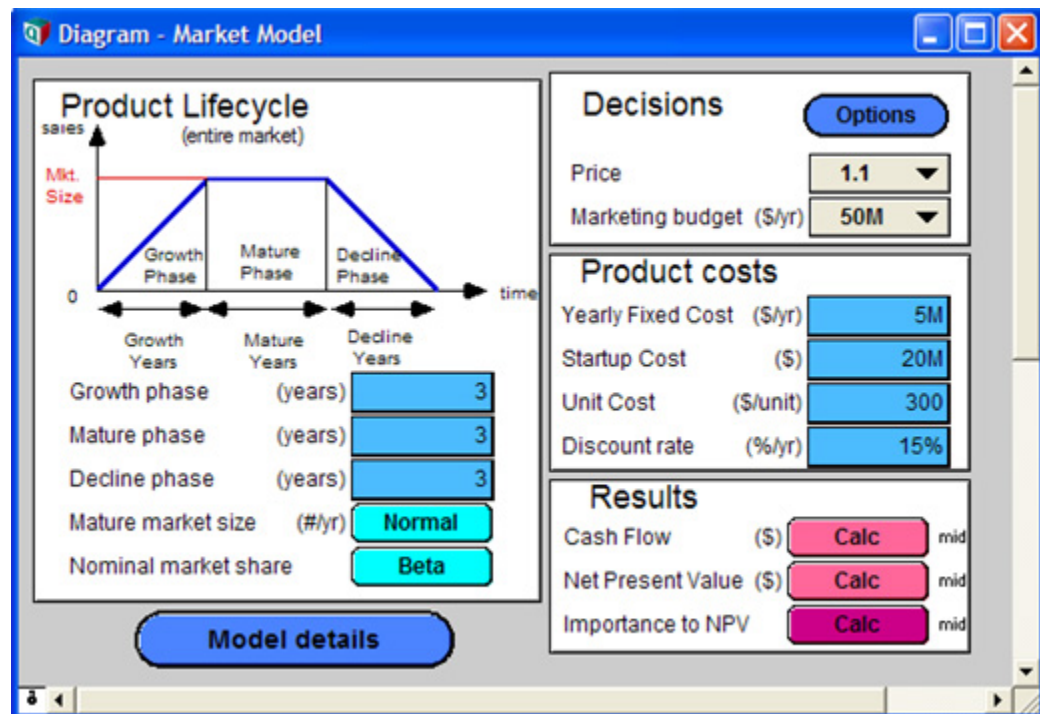 Diagram - Market Model
Product Lifecycle
(entire market)
sales
Mkt.
Size
Growth
Phase
Mature
Phase
Decline
Phase
0
time
Growth
Years
Mature
Years
Decline
Years
Growth phase (years) 3
Mature phase (years) 3
Decline phase (years) 3
Mature market size (#/yr) Normal
Nominal market share Beta
Model details
Decisions Options
Price 1.1
Marketing budget ($/yr) 50M
Product costs
Yearly Fixed Cost ($/yr) 5M
Startup Cost ($) 20M
Unit Cost ($/unit) 300
Discount rate (%/yr) 15%
Results
Cash Flow ($) Calc mid
Net Present Value ($) Calc mid
Importance to NPV Calc mid